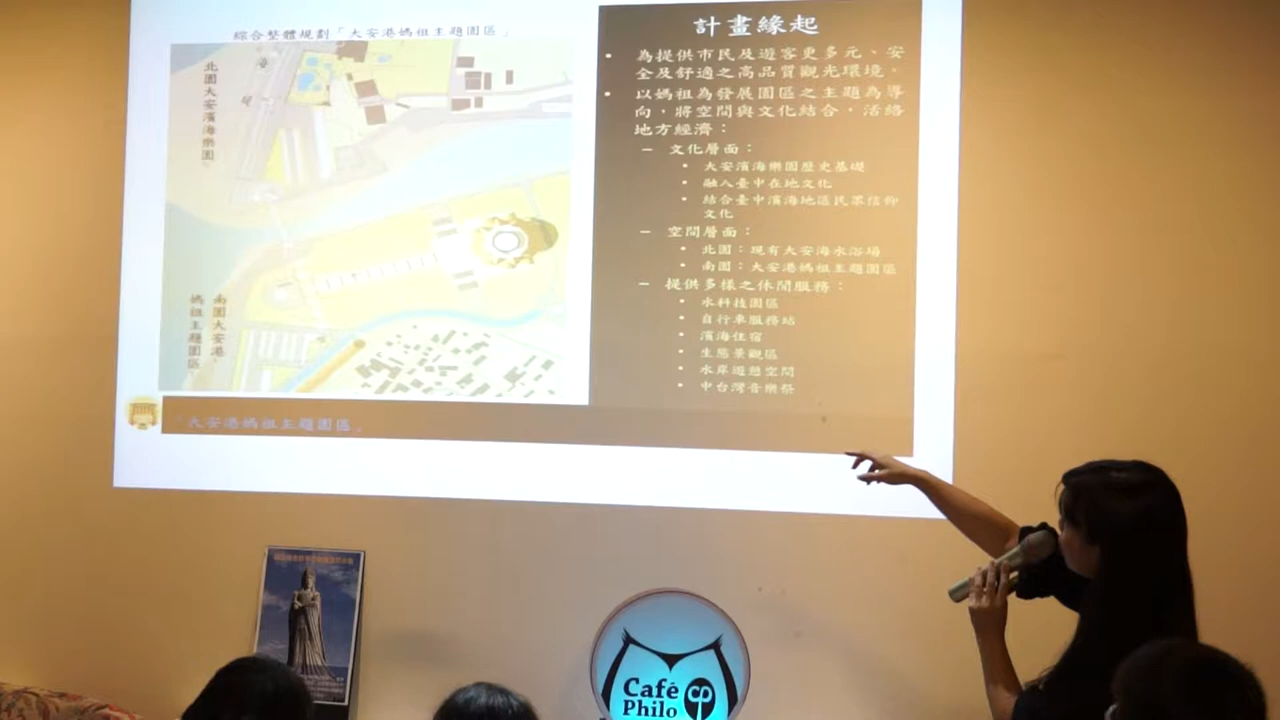 綜合整體規劃「大安港媽祖主題園區」
北園大安濱海樂園
南園大安港
媽祖主題園區
「大安港媽祖主題園區」
計畫緣起
• 為提供市民及遊客更多元、安
全及舒適之高品質觀光環境。
• 以媽祖為發展園區之主題為導
向，將空間與文化結合，活絡
地方經濟：
– 文化層面：
• 大安濱海樂園歷史基礎
• 融入臺中在地文化
• 結合臺中濱海地區民眾信仰
文化
– 空間層面：
• 北園：現有大安海水浴場
• 南園：大安港媽祖主題園區
– 提供多樣之休閒服務：
• 水科技園區
• 自行車服務站
• 濱海住宿
• 生態景觀區
• 水岸遊憩空間
• 中台灣音樂祭
Café
Philo